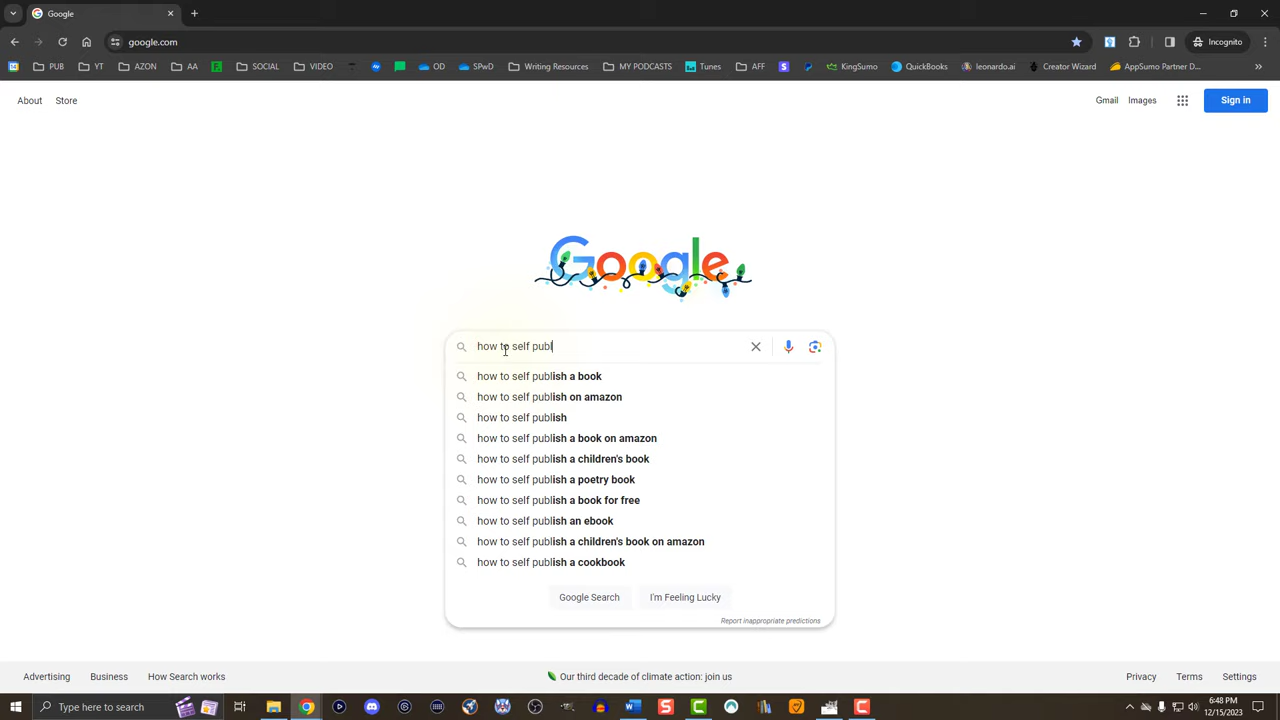 Google
google.com
Incognito
PUB
YT
AZON
AA
SOCIAL
VIDEO
OD
SPwD
Writing Resources
MY PODCASTS
Tunes
AFF
KingSumo
QuickBooks
leonardo.ai
Creator Wizard
AppSumo Partner D...
About
Store
Gmail
Images
Sign in
Google
how to self publ
how to self publish a book
how to self publish on amazon
how to self publish
how to self publish a book on amazon
how to self publish a children's book
how to self publish a poetry book
how to self publish a book for free
how to self publish an ebook
how to self publish a children's book on amazon
how to self publish a cookbook
Google Search
I'm Feeling Lucky
Report inappropriate predictions
Advertising
Business
How Search works
Our third decade of climate action: join us
Privacy
Terms
Settings
Type here to search
6:48 PM
12/15/2023